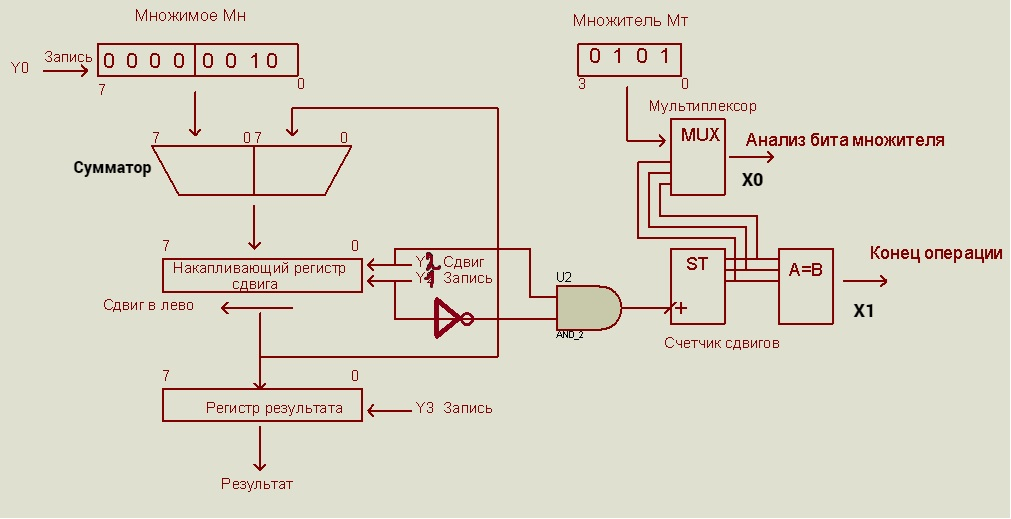 Множимое Мн
Множитель Мт
Y0 Запись
0 0 0 0 0 0 1 0
7 0
0 1 0 1
3 0
Мультиплексор
MUX
Анализ бита множителя
X0
7 0 7 0
Сумматор
7 0
Накапливающий регистр
сдвига
Y2 Сдвиг
Y1 Запись
Сдвиг в лево
U2
AND_2
ST
A=B
Конец операции
X1
Счетчик сдвигов
7 0
Регистр результата
Y3 Запись
Результат